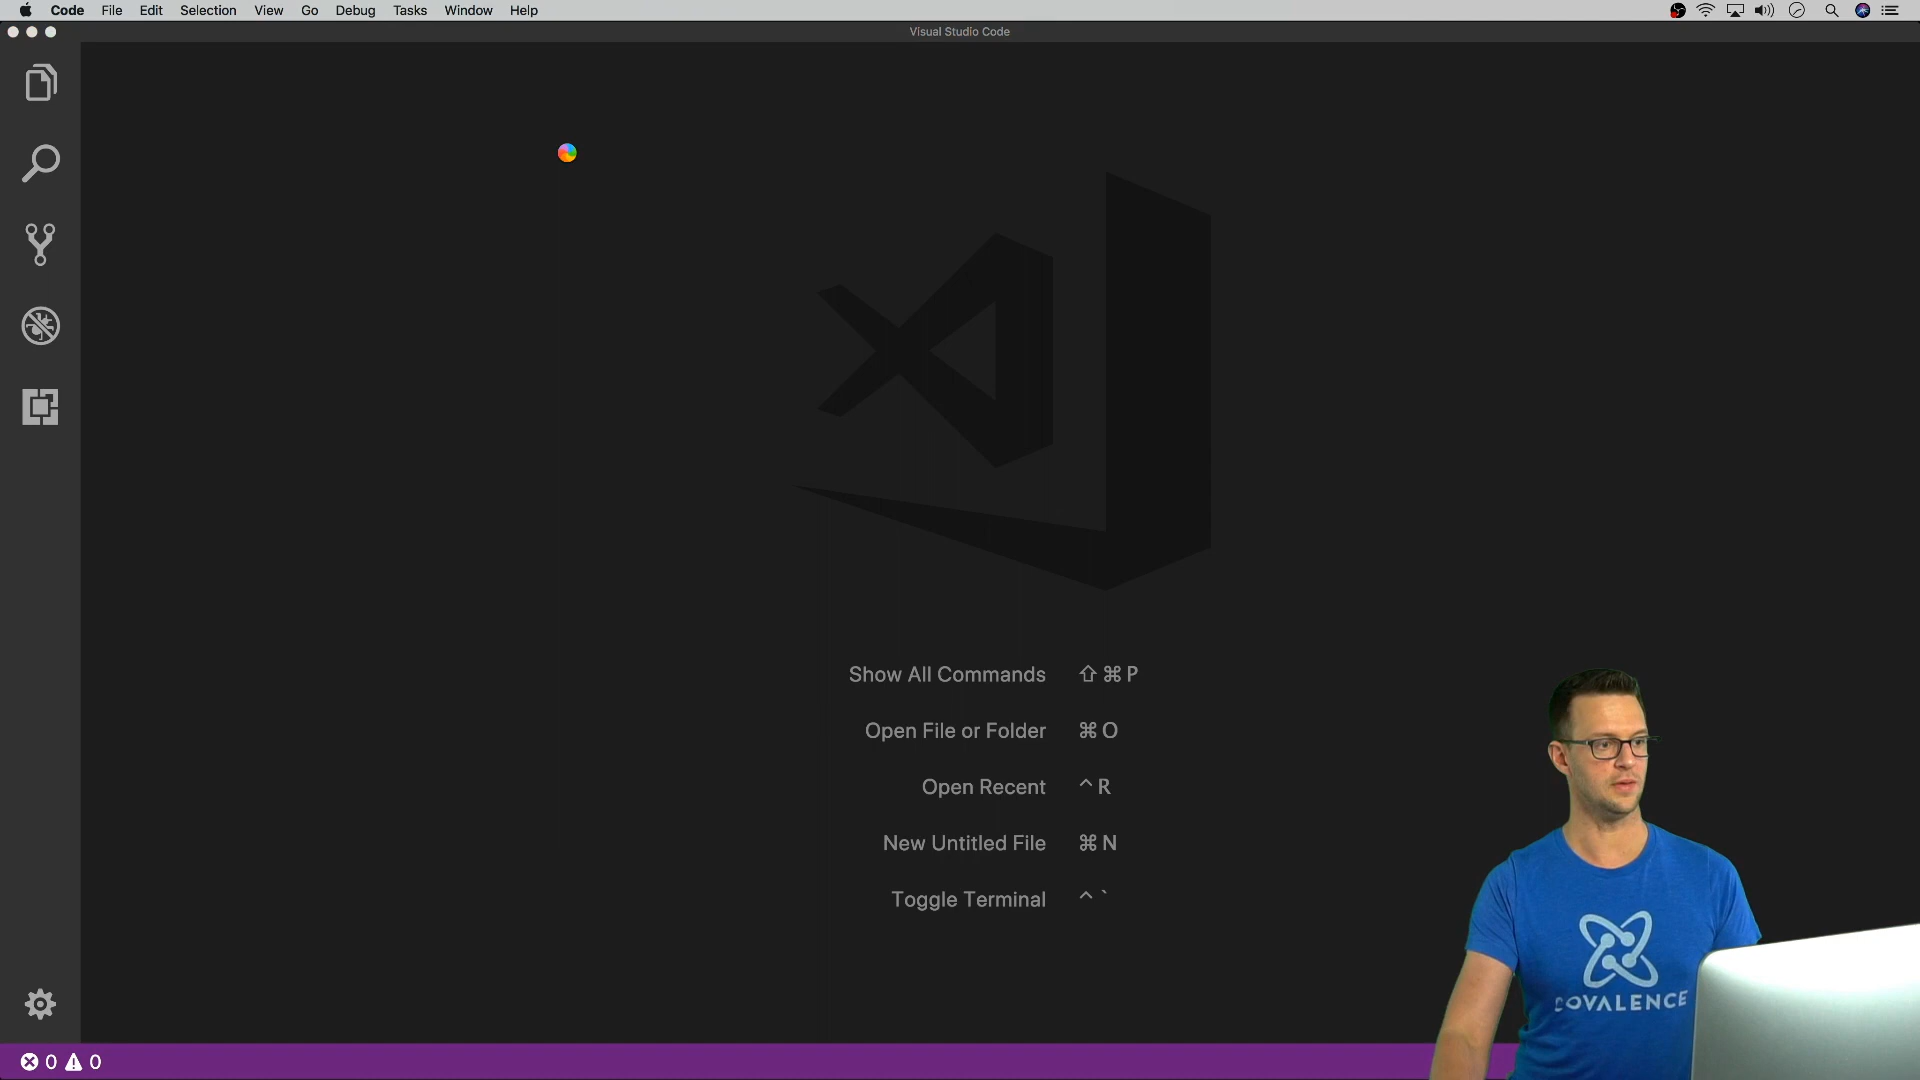 Code File Edit Selection View Go Debug Tasks Window Help
Visual Studio Code
Show All Commands ⇧⌘P
Open File or Folder ⌘O
Open Recent ^R
New Untitled File ⌘N
Toggle Terminal ^`
COVALENCE
0 0